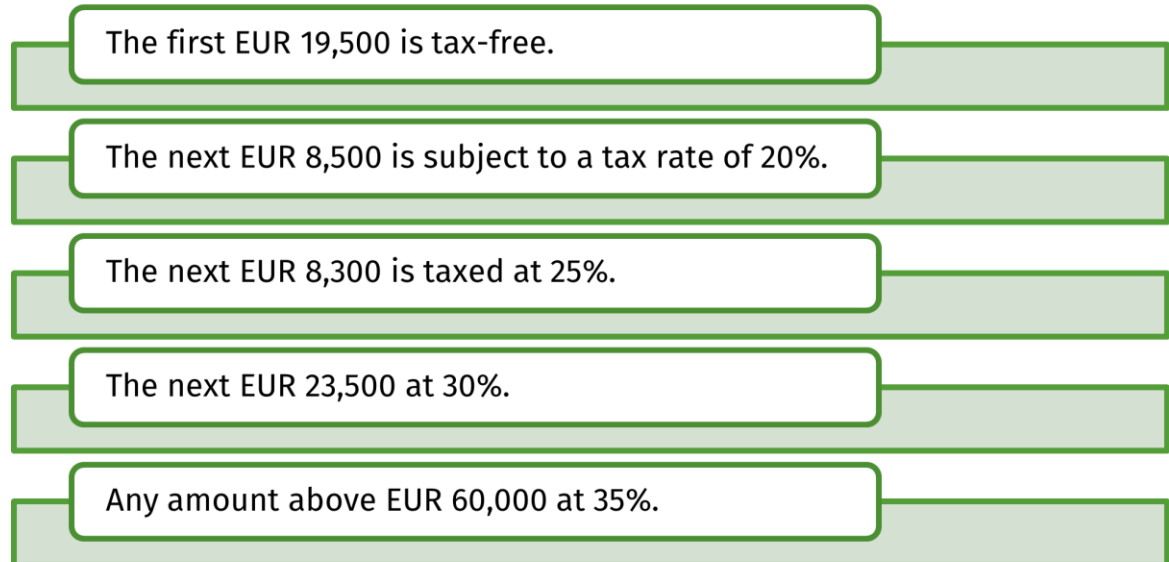 The first EUR 19,500 is tax-free.
The next EUR 8,500 is subject to a tax rate of 20%.
The next EUR 8,300 is taxed at 25%.
The next EUR 23,500 at 30%.
Any amount above EUR 60,000 at 35%.